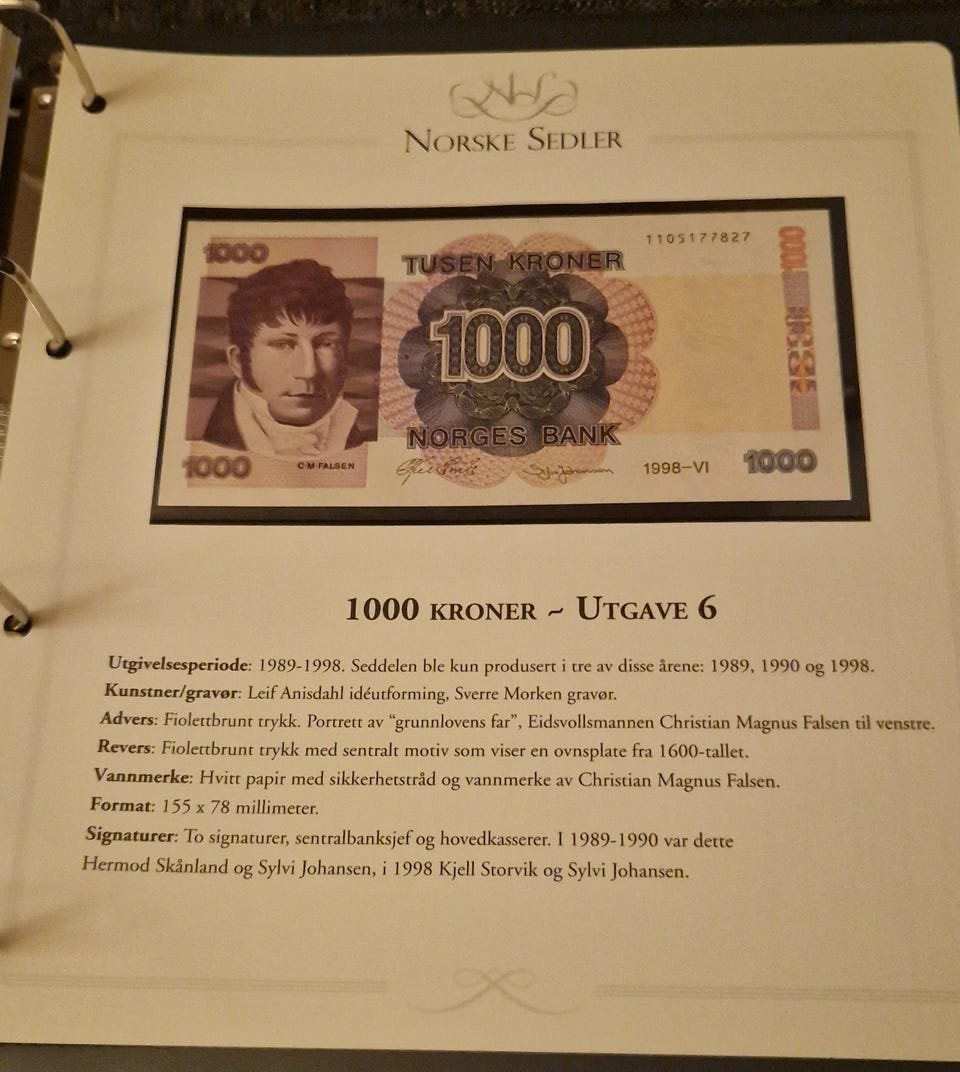 NORSKE SEDLER
1000
TUSEN KRONER
1105177827
1000
1000
NORGES BANK
1000
C·M·FALSEN
1998–VI
1000
1000 KRONER ~ UTGAVE 6
Utgivelsesperiode: 1989-1998. Seddelen ble kun produsert i tre av disse årene: 1989, 1990 og 1998.
Kunstner/gravør: Leif Anisdahl idéutforming, Sverre Morken gravør.
Advers: Fiolettbrunt trykk. Portrett av “grunnlovens far”, Eidsvollsmannen Christian Magnus Falsen til venstre.
Revers: Fiolettbrunt trykk med sentralt motiv som viser en ovnsplate fra 1600-tallet.
Vannmerke: Hvitt papir med sikkerhetstråd og vannmerke av Christian Magnus Falsen.
Format: 155 x 78 millimeter.
Signaturer: To signaturer, sentralbanksjef og hovedkasserer. I 1989-1990 var dette
Hermod Skånland og Sylvi Johansen, i 1998 Kjell Storvik og Sylvi Johansen.